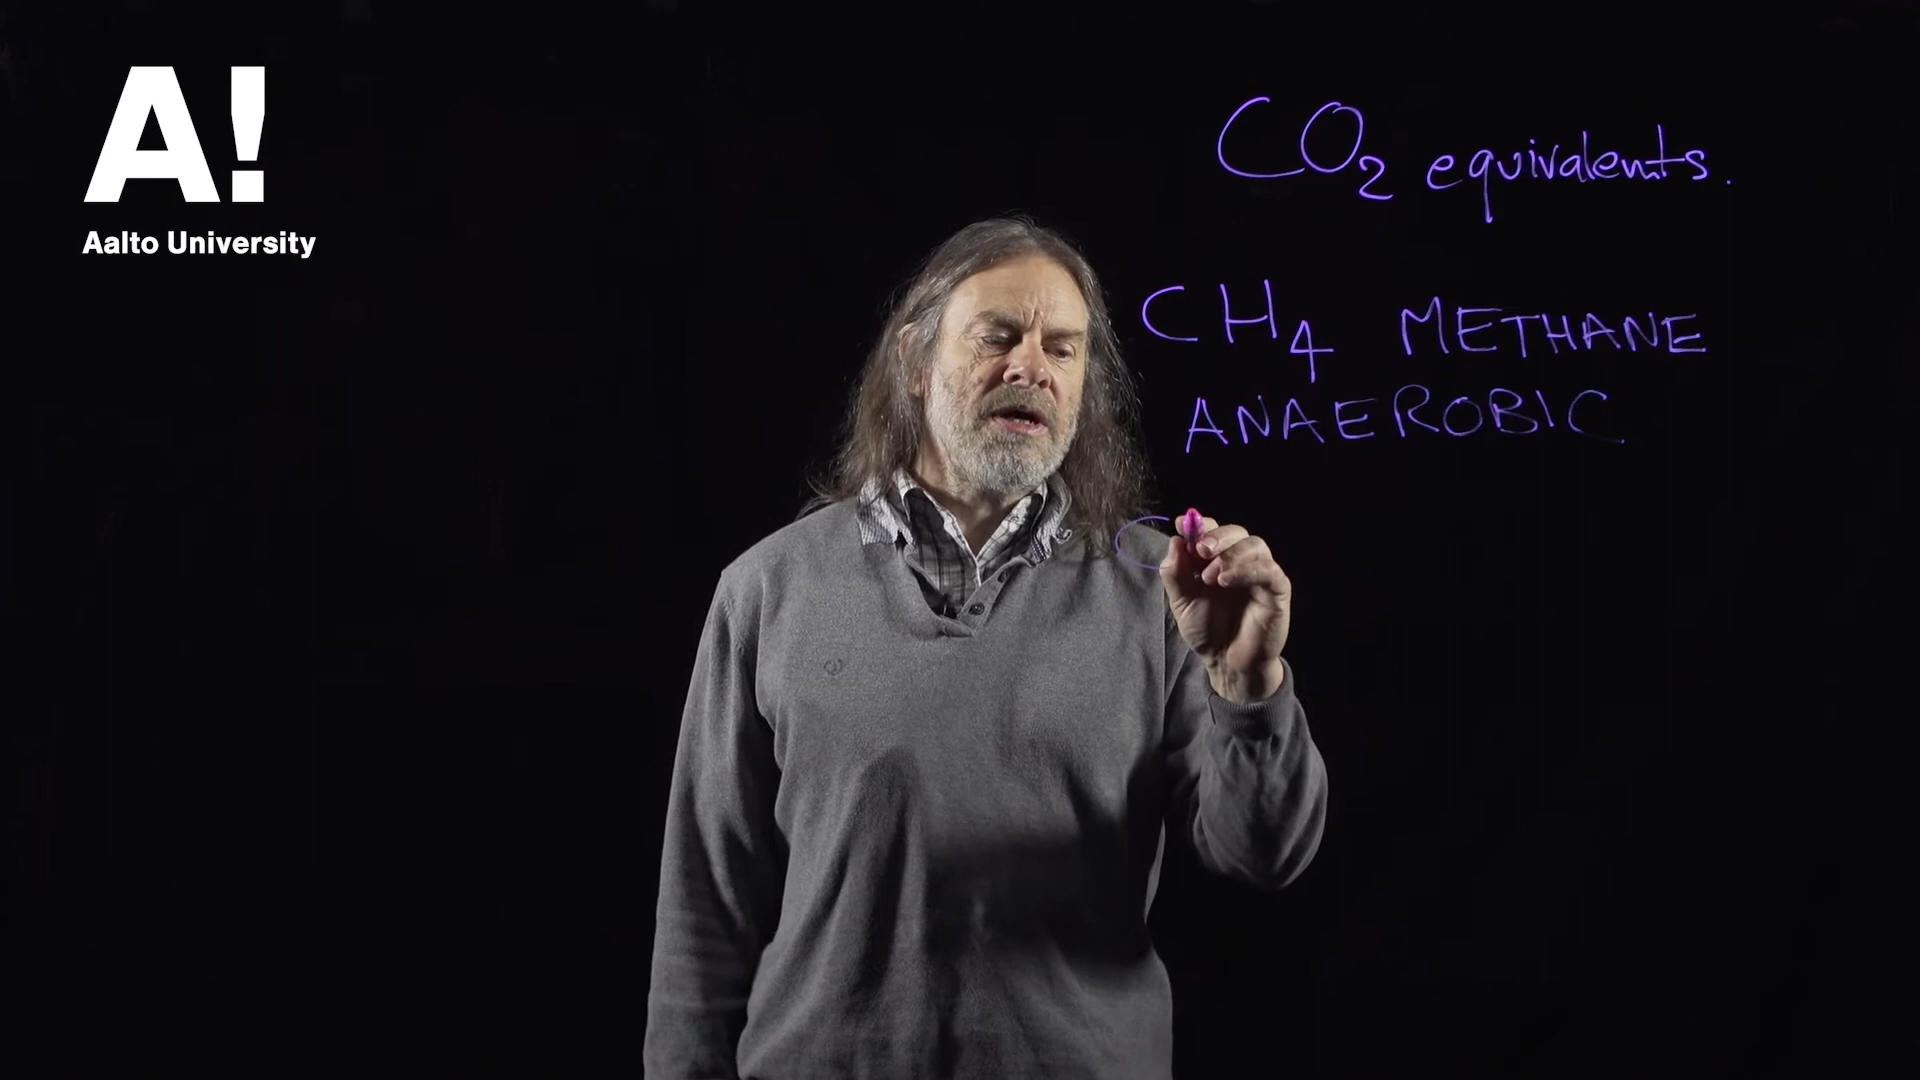 A!
Aalto University
CO₂ equivalents.
CH₄ METHANE
ANAEROBIC
C